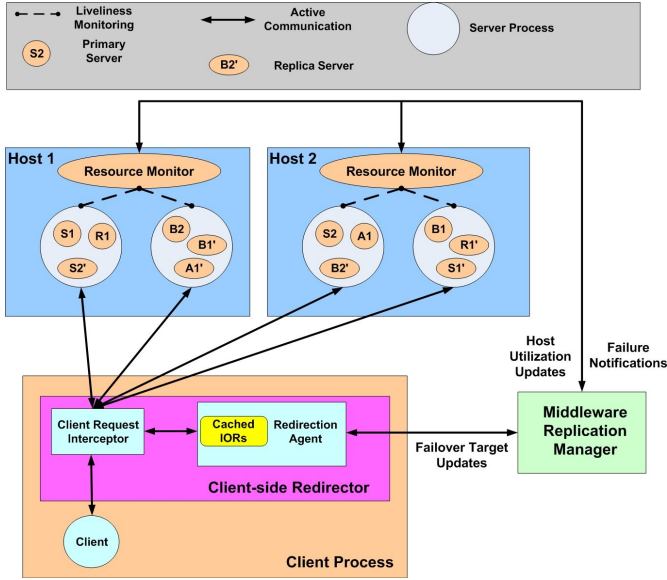 Liveliness
Monitoring
Active
Communication
Server Process
S2
Primary
Server
B2'
Replica Server
Host 1
Resource Monitor
S1
R1
S2'
B2
B1'
A1'
Host 2
Resource Monitor
S2
A1
B2'
B1
R1'
S1'
Host
Utilization
Updates
Failure
Notifications
Client Request
Interceptor
Cached
IORs
Redirection
Agent
Failover Target
Updates
Middleware
Replication
Manager
Client-side Redirector
Client
Client Process